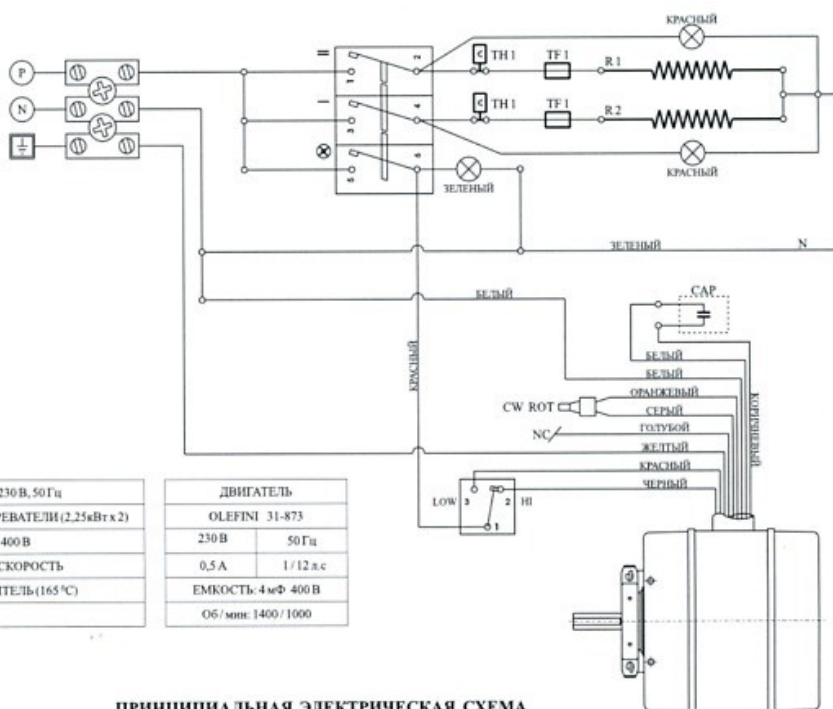 КРАСНЫЙ
P
N
II
1
2
C
TH 1
TF 1
R 1
I
3
4
C
TH 1
TF 1
R 2
5
6
ЗЕЛЕНЫЙ
КРАСНЫЙ
ЗЕЛЕНЫЙ
N
БЕЛЫЙ
CAP
КРАСНЫЙ
БЕЛЫЙ
БЕЛЫЙ
ОРАНЖЕВЫЙ
CW ROT
СЕРЫЙ
NC
ГОЛУБОЙ
ЖЕЛТЫЙ
КРАСНЫЙ
ЧЕРНЫЙ
КОРИЧНЕВЫЙ
LOW 3 2 HI
1
230 В, 50 Гц
РЕВАТЕЛИ (2,25кВт х 2)
400 В
СКОРОСТЬ
ИТЕЛЬ (165 °С)
ДВИГАТЕЛЬ
OLEFINI 31-873
230 В 50 Гц
0,5 А 1 / 12 л.с
ЕМКОСТЬ: 4 мФ 400 В
Об / мин: 1400 / 1000
ПРИНЦИПИАЛЬНАЯ ЭЛЕКТРИЧЕСКАЯ СХЕМА